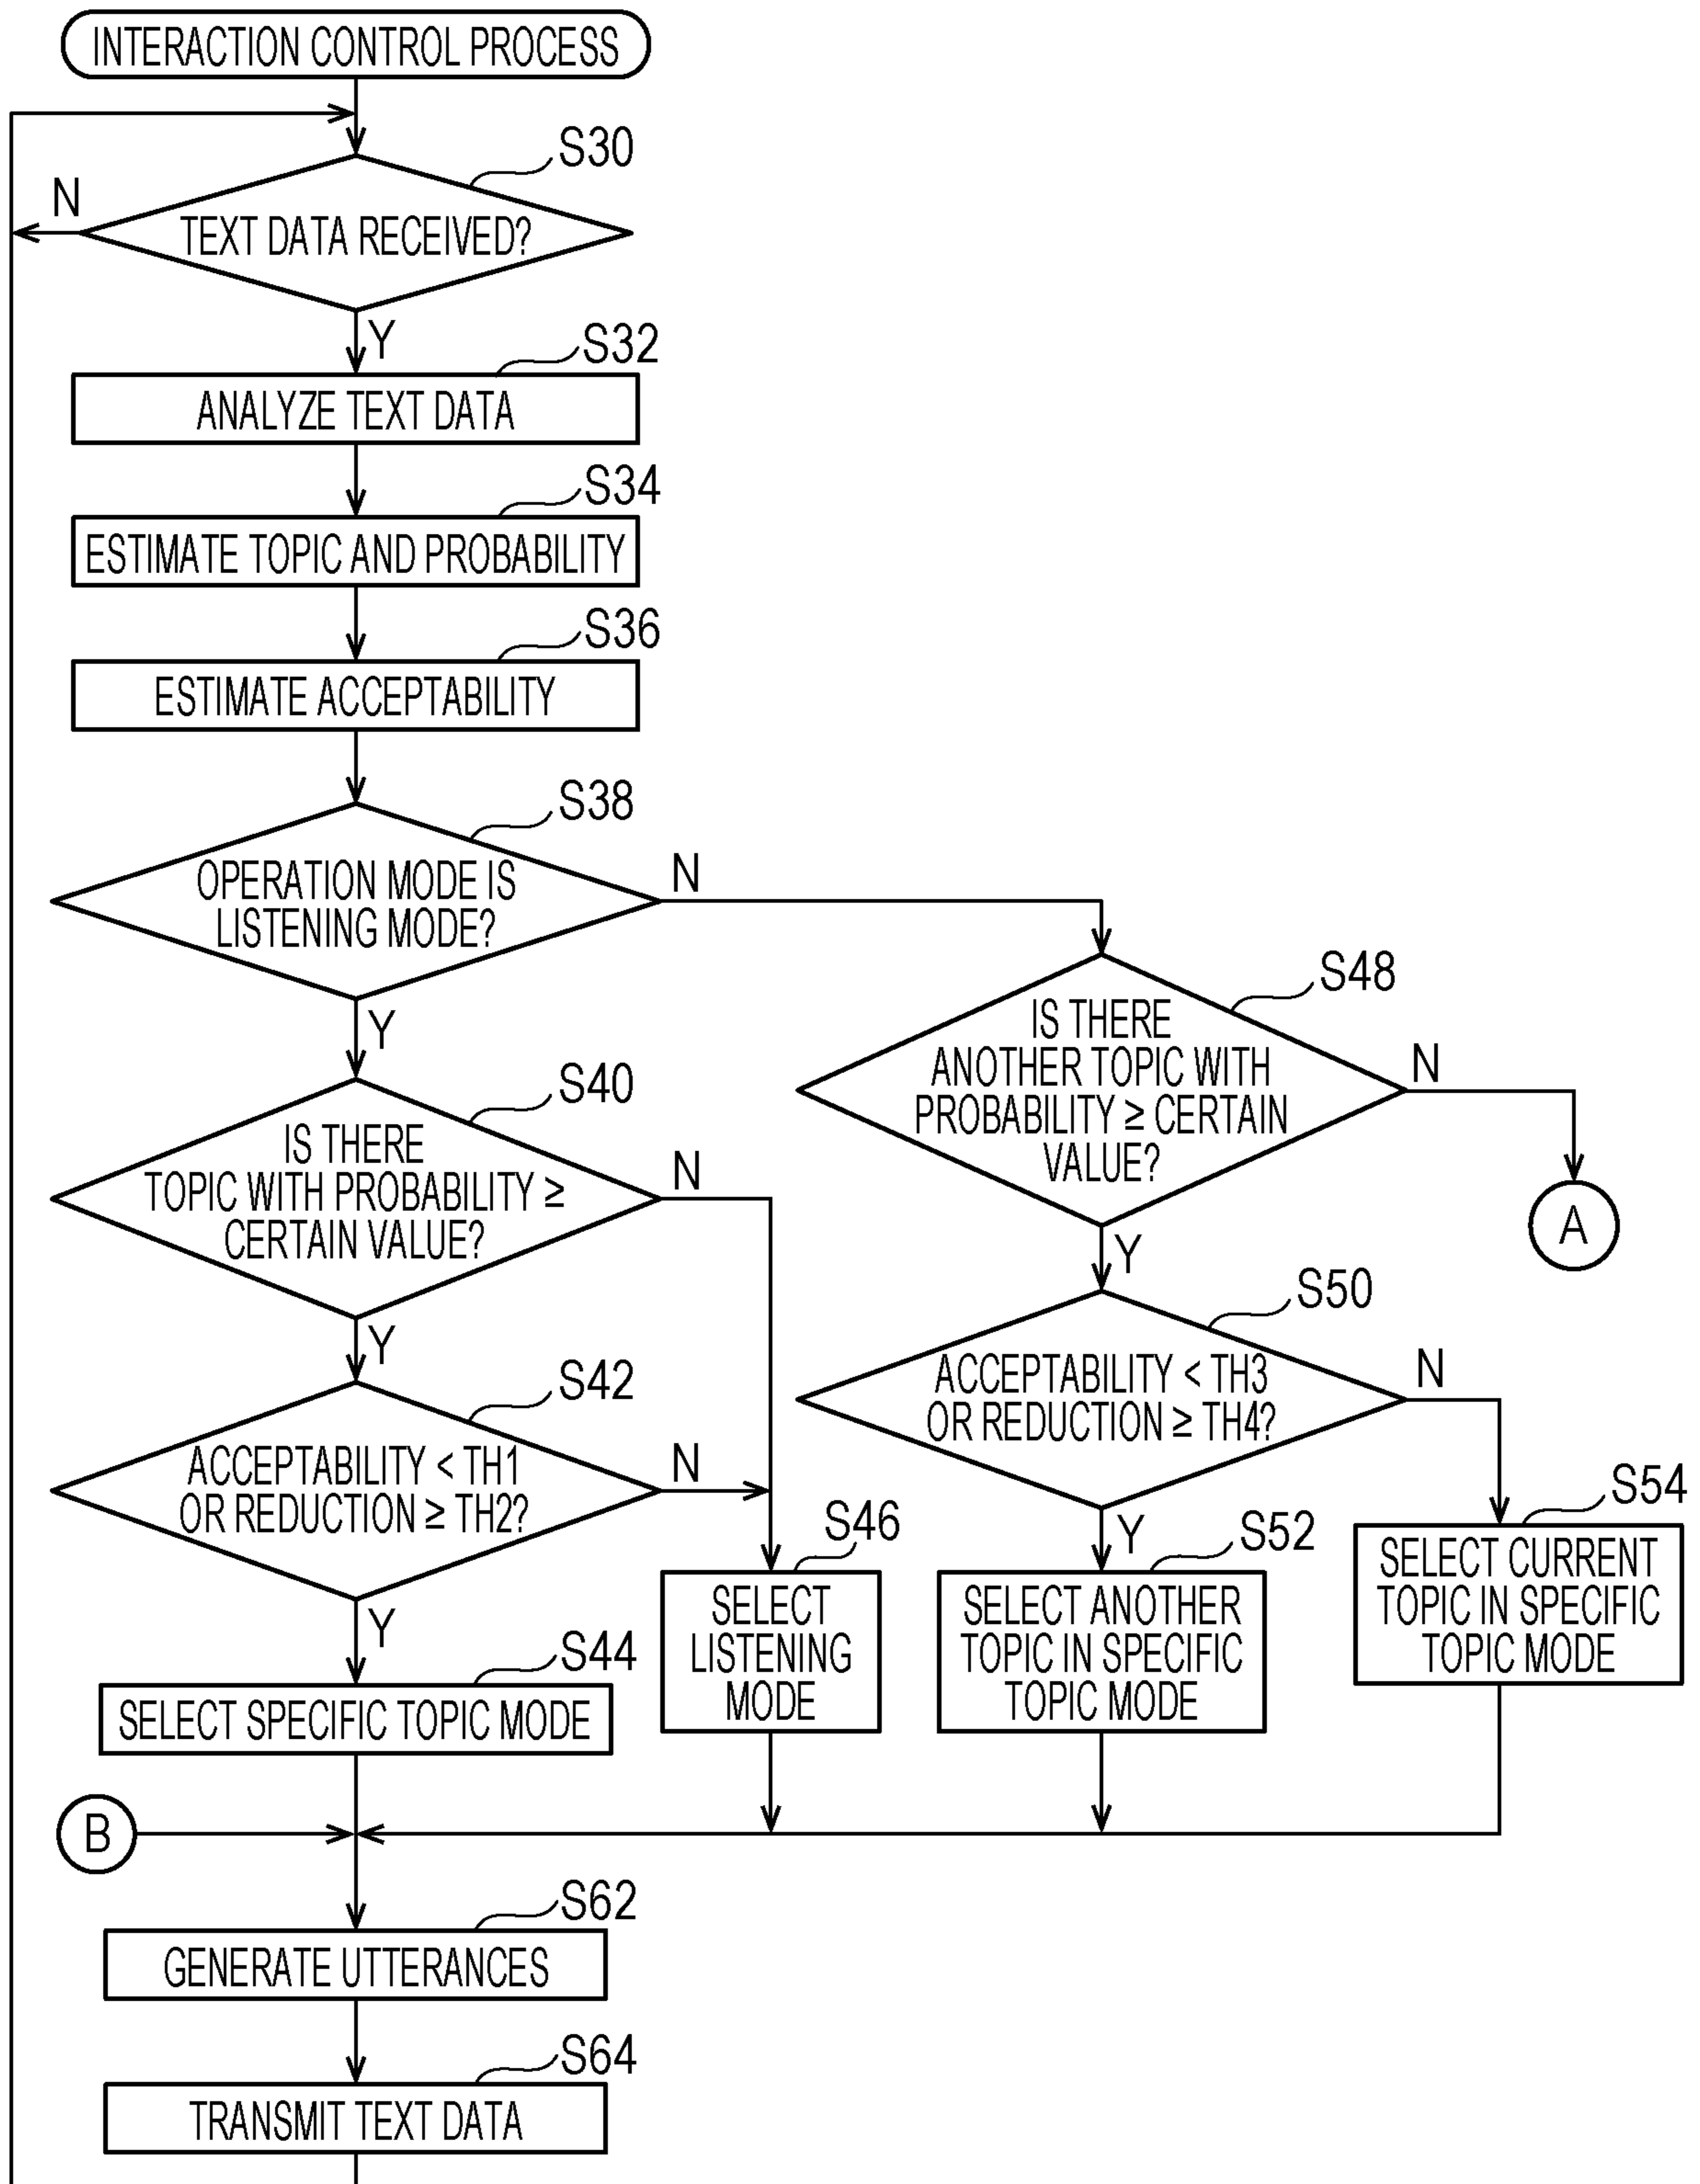 INTERACTION CONTROL PROCESS
S30
N
TEXT DATA RECEIVED?
Y
S32
ANALYZE TEXT DATA
S34
ESTIMATE TOPIC AND PROBABILITY
S36
ESTIMATE ACCEPTABILITY
S38
OPERATION MODE IS
LISTENING MODE?
N
Y
S40
IS THERE
TOPIC WITH PROBABILITY ≥
CERTAIN VALUE?
N
Y
S42
ACCEPTABILITY < TH1
OR REDUCTION ≥ TH2?
N
Y
S44
SELECT SPECIFIC TOPIC MODE
S46
SELECT
LISTENING
MODE
S48
IS THERE
ANOTHER TOPIC WITH
PROBABILITY ≥ CERTAIN
VALUE?
N
A
Y
S50
ACCEPTABILITY < TH3
OR REDUCTION ≥ TH4?
N
Y
S52
SELECT ANOTHER
TOPIC IN SPECIFIC
TOPIC MODE
S54
SELECT CURRENT
TOPIC IN SPECIFIC
TOPIC MODE
B
S62
GENERATE UTTERANCES
S64
TRANSMIT TEXT DATA